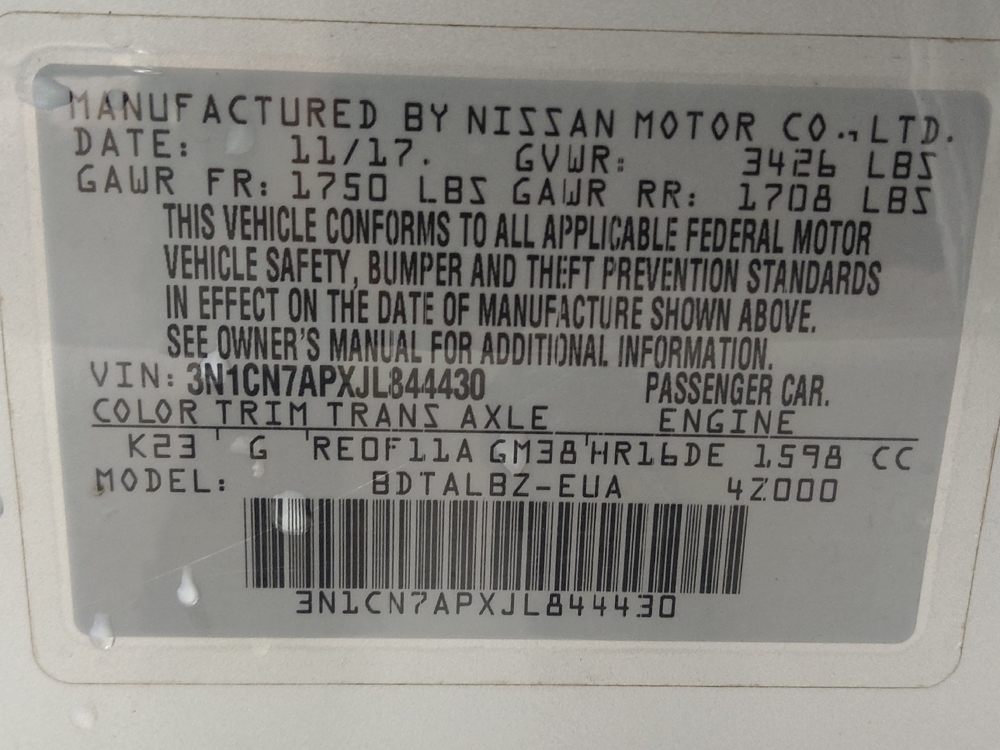 MANUFACTURED BY NISSAN MOTOR CO., LTD.
DATE: 11/17. GVWR: 3426 LBS
GAWR FR: 1750 LBS GAWR RR: 1708 LBS
THIS VEHICLE CONFORMS TO ALL APPLICABLE FEDERAL MOTOR
VEHICLE SAFETY, BUMPER AND THEFT PREVENTION STANDARDS
IN EFFECT ON THE DATE OF MANUFACTURE SHOWN ABOVE.
SEE OWNER'S MANUAL FOR ADDITIONAL INFORMATION.
VIN: 3N1CN7APXJL844430 PASSENGER CAR.
COLOR TRIM TRANS AXLE ENGINE
K23 ' G ' RE0F11A GM38 ' HR16DE 1598 CC
MODEL: BDTALBZ-EUA 4Z000
3N1CN7APXJL844430